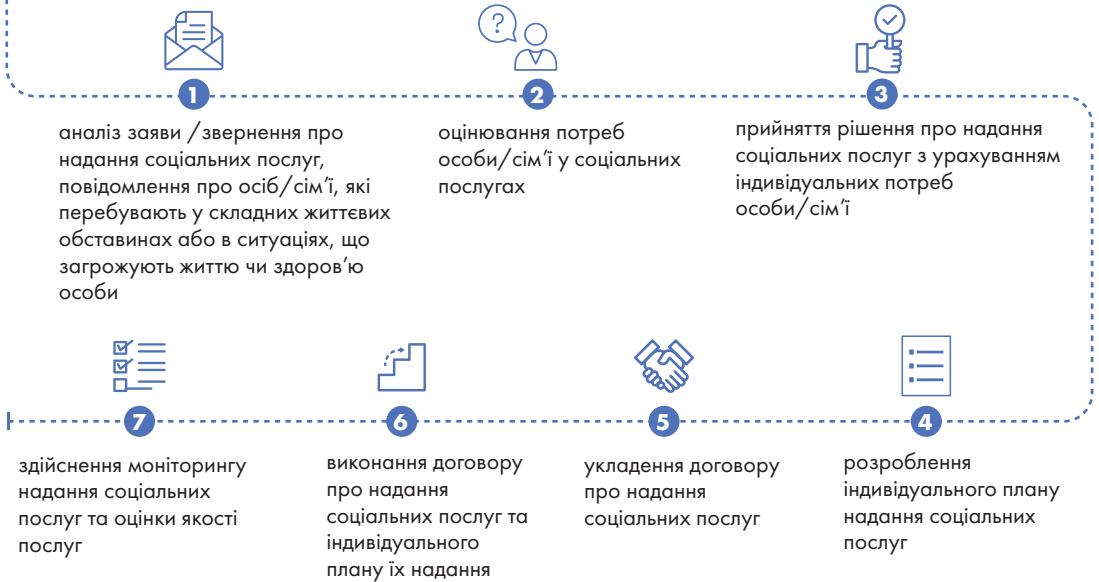 ?
1
аналіз заяви /звернення про
надання соціальних послуг,
повідомлення про осіб/сім’ї, які
перебувають у складних життєвих
обставинах або в ситуаціях, що
загрожують життю чи здоров’ю
особи
2
оцінювання потреб
особи/сім’ї у соціальних
послугах
3
прийняття рішення про надання
соціальних послуг з урахуванням
індивідуальних потреб
особи/сім’ї
4
розроблення
індивідуального плану
надання соціальних
послуг
5
укладення договору
про надання
соціальних послуг
6
виконання договору
про надання
соціальних послуг та
індивідуального
плану їх надання
7
здійснення моніторингу
надання соціальних
послуг та оцінки якості
послуг